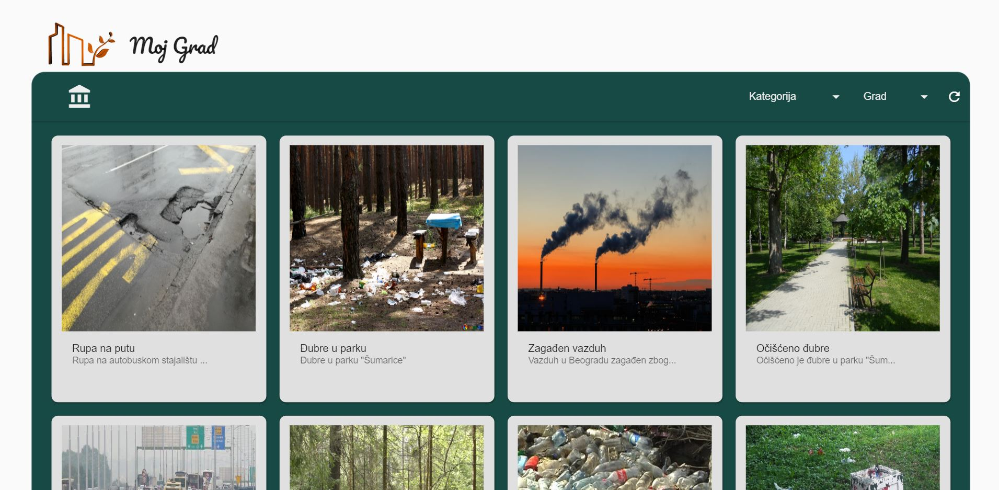 Moj Grad
Kategorija
Grad
Rupa na putu
Rupa na autobuskom stajalištu ...
Đubre u parku
Đubre u parku "Šumarice"
Zagađen vazduh
Vazduh u Beogradu zagađen zbog...
Očišćeno đubre
Očišćeno je đubre u parku "Šum...